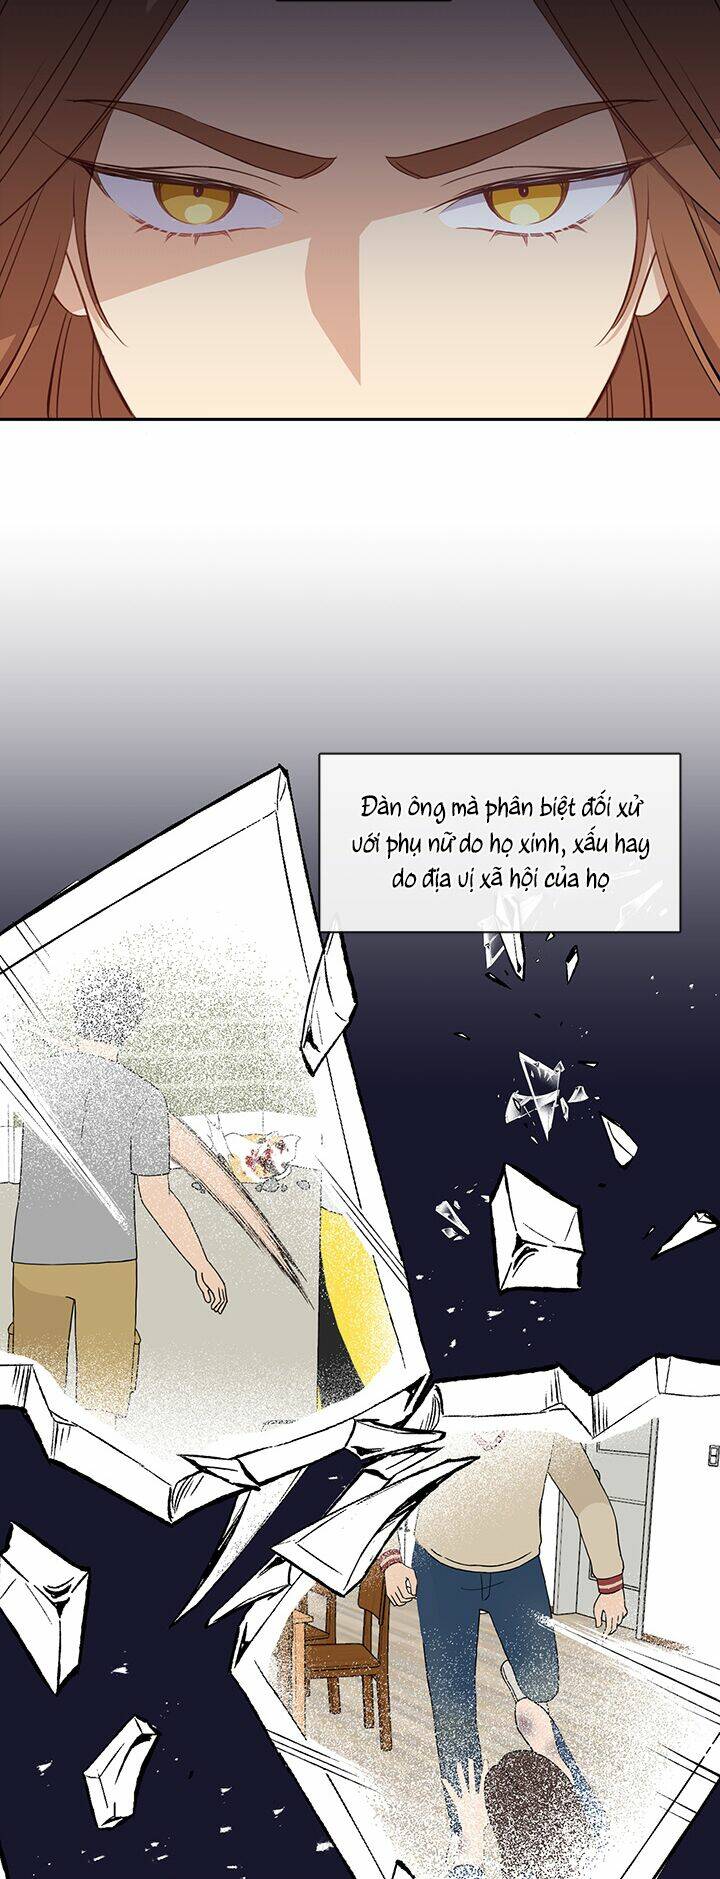 Đàn ông mà phân biệt đối xử
với phụ nữ do họ xinh, xấu hay
do địa vị xã hội của họ